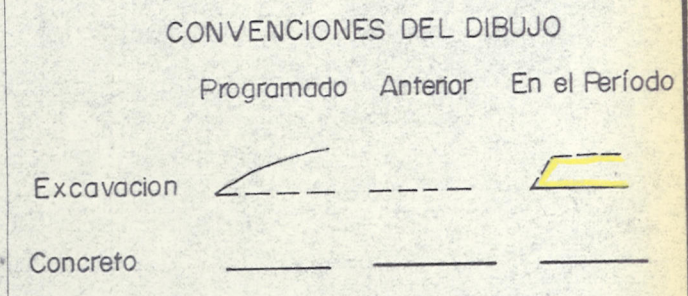 CONVENCIONES DEL DIBUJO
Programado Anterior En el Período
Excavacion
Concreto